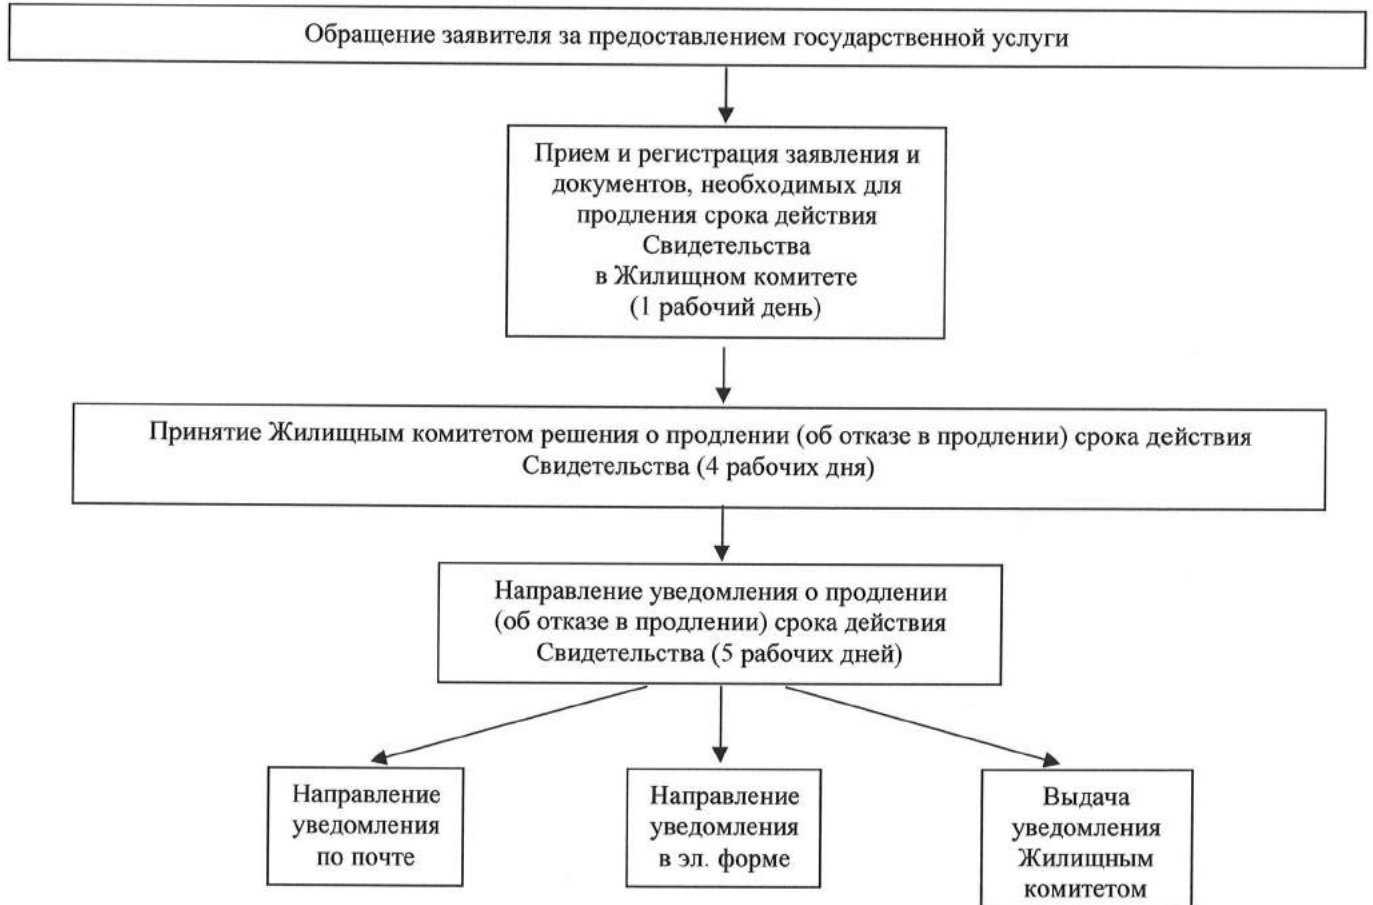 Обращение заявителя за предоставлением государственной услуги
Прием и регистрация заявления и
документов, необходимых для
продления срока действия
Свидетельства
в Жилищном комитете
(1 рабочий день)
Принятие Жилищным комитетом решения о продлении (об отказе в продлении) срока действия
Свидетельства (4 рабочих дня)
Направление уведомления о продлении
(об отказе в продлении) срока действия
Свидетельства (5 рабочих дней)
Направление
уведомления
по почте
Направление
уведомления
в эл. форме
Выдача
уведомления
Жилищным
комитетом